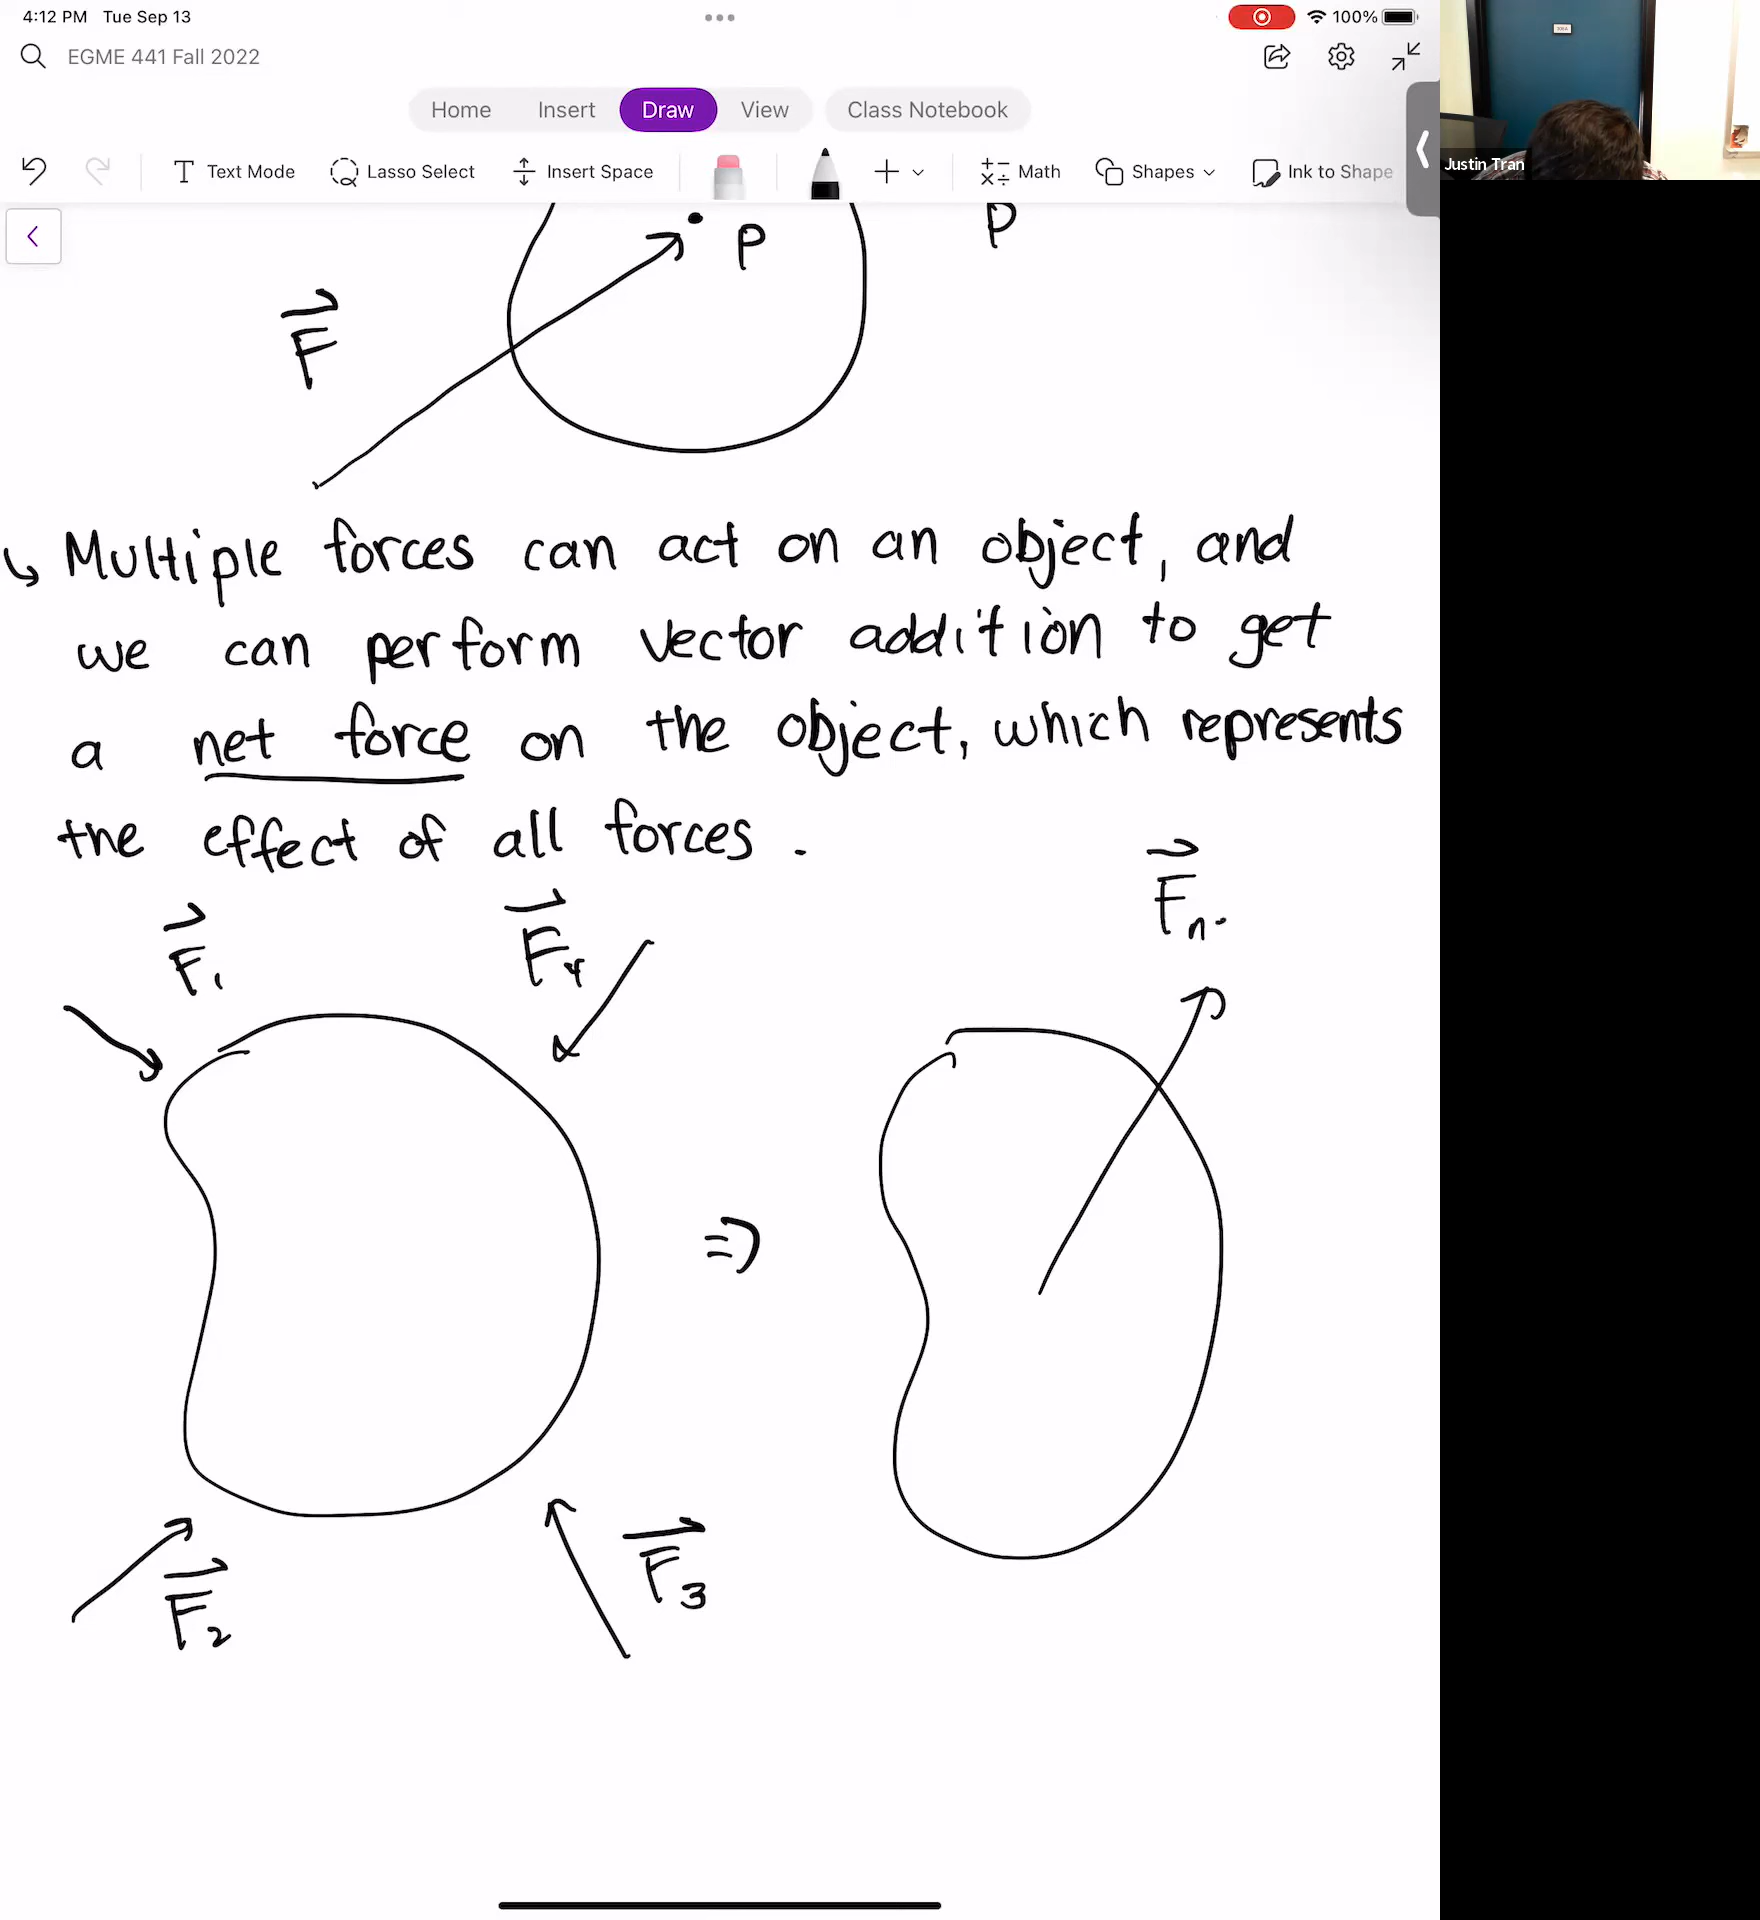 4:12 PM Tue Sep 13
100%
EGME 441 Fall 2022
Home Insert Draw View Class Notebook
Text Mode Lasso Select Insert Space Math Shapes Ink to Shape
Justin Tran
P P
F
↳ Multiple forces can act on an object, and
we can perform vector addition to get
a net force on the object, which represents
the effect of all forces.
F1 F4 Fn
⇒
F2 F3